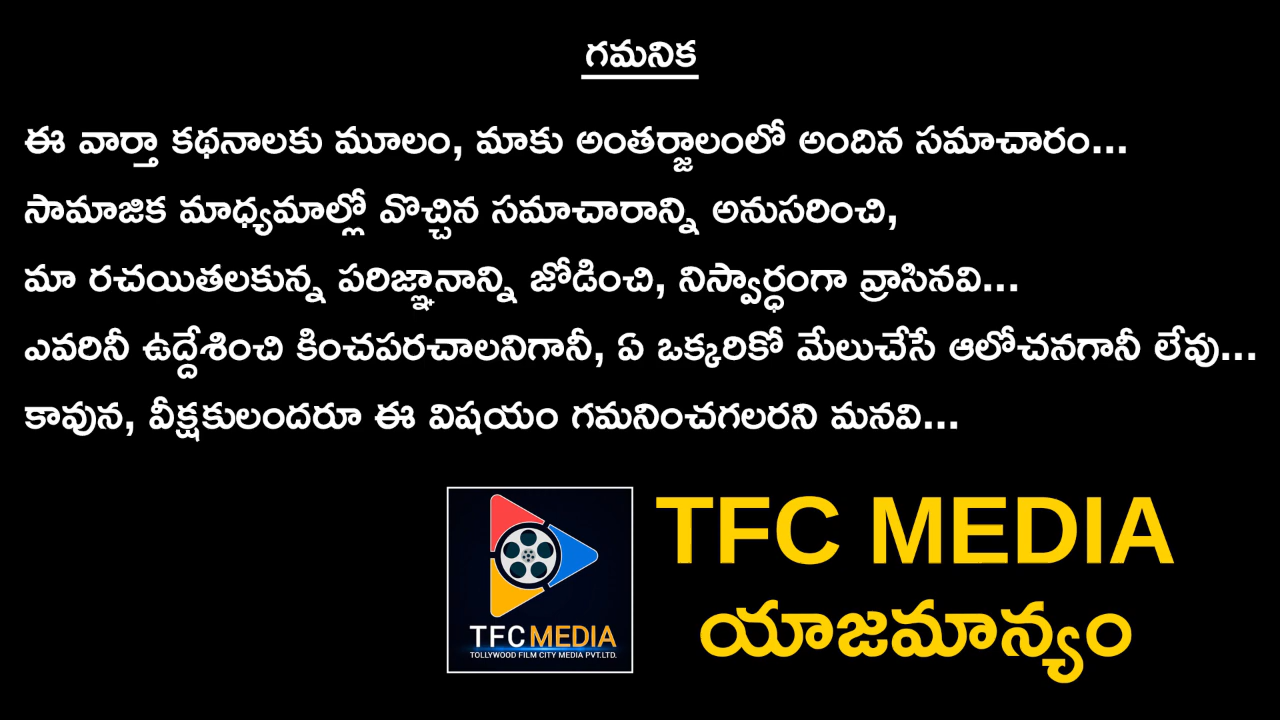 గమనిక
ఈ వార్తా కథనాలకు మూలం, మాకు అంతర్జాలంలో అందిన సమాచారం...
సామాజిక మాధ్యమాల్లో వొచ్చిన సమాచారాన్ని అనుసరించి,
మా రచయితలకున్న పరిజ్ఞానాన్ని జోడించి, నిస్వార్థంగా వ్రాసినవి...
ఎవరినీ ఉద్దేశించి కించపరచాలనిగానీ, ఏ ఒక్కరికో మేలుచేసే ఆలోచనగానీ లేవు...
కావున, వీక్షకులందరూ ఈ విషయం గమనించగలరని మనవి...
TFC MEDIA
యాజమాన్యం
TFC MEDIA
TOLLYWOOD FILM CITY MEDIA PVT.LTD.